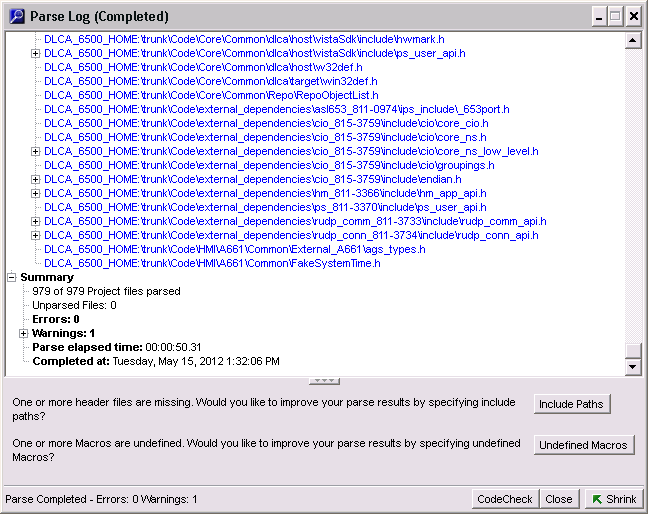 Parse Log (Completed)
DLCA_6500_HOME:\trunk\Code\Core\Common\dlca\host\vistaSdk\include\hwmark.h
DLCA_6500_HOME:\trunk\Code\Core\Common\dlca\host\vistaSdk\include\ps_user_api.h
DLCA_6500_HOME:\trunk\Code\Core\Common\dlca\host\w32def.h
DLCA_6500_HOME:\trunk\Code\Core\Common\dlca\target\win32def.h
DLCA_6500_HOME:\trunk\Code\Core\Common\Repo\RepoObjectList.h
DLCA_6500_HOME:\trunk\Code\external_dependencies\asl653_811-0974\ips_include\_653port.h
DLCA_6500_HOME:\trunk\Code\external_dependencies\cio_815-3759\include\cio\core_cio.h
DLCA_6500_HOME:\trunk\Code\external_dependencies\cio_815-3759\include\cio\core_ns.h
DLCA_6500_HOME:\trunk\Code\external_dependencies\cio_815-3759\include\cio\core_ns_low_level.h
DLCA_6500_HOME:\trunk\Code\external_dependencies\cio_815-3759\include\cio\groupings.h
DLCA_6500_HOME:\trunk\Code\external_dependencies\cio_815-3759\include\endian.h
DLCA_6500_HOME:\trunk\Code\external_dependencies\hm_811-3366\include\hm_app_api.h
DLCA_6500_HOME:\trunk\Code\external_dependencies\ps_811-3370\include\ps_user_api.h
DLCA_6500_HOME:\trunk\Code\external_dependencies\rudp_comm_811-3733\include\rudp_comm_api.h
DLCA_6500_HOME:\trunk\Code\external_dependencies\rudp_conn_811-3734\include\rudp_conn_api.h
DLCA_6500_HOME:\trunk\Code\HMI\A661\Common\External_A661\ags_types.h
DLCA_6500_HOME:\trunk\Code\HMI\A661\Common\FakeSystemTime.h
Summary
979 of 979 Project files parsed
Unparsed Files: 0
Errors: 0
Warnings: 1
Parse elapsed time: 00:00:50.31
Completed at: Tuesday, May 15, 2012 1:32:06 PM
One or more header files are missing. Would you like to improve your parse results by specifying include
paths?
Include Paths
One or more Macros are undefined. Would you like to improve your parse results by specifying undefined
Macros?
Undefined Macros
Parse Completed - Errors: 0 Warnings: 1
CodeCheck
Close
Shrink